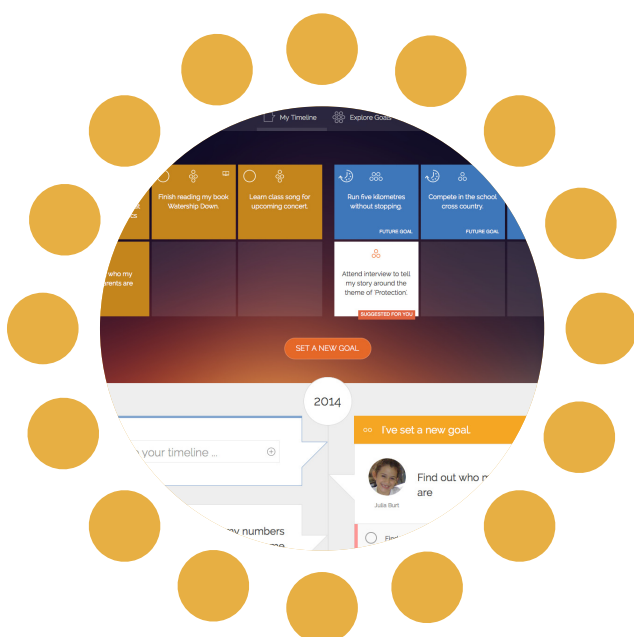 My Timeline
Explore Goals
Finish reading my book
Watership Down.
Learn class song for
upcoming concert.
Run five kilometres
without stopping.
FUTURE GOAL
Compete in the school
cross country.
FUTURE GOAL
who my
are
Attend interview to tell
my story around the
theme of 'Protection'.
SUGGESTED FOR YOU
SET A NEW GOAL
2014
your timeline ...
I've set a new goal.
Find out who
are
Julia Burt
my numbers